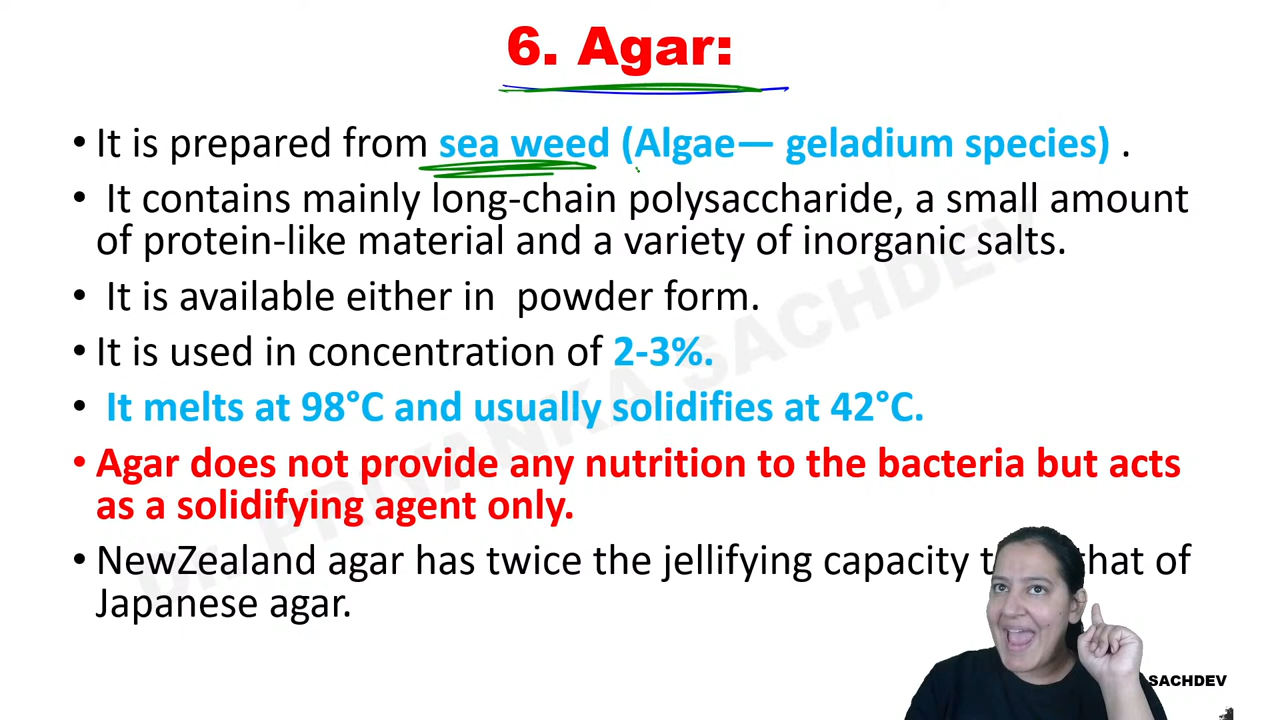 6. Agar:
• It is prepared from sea weed (Algae— geladium species) .
• It contains mainly long-chain polysaccharide, a small amount
of protein-like material and a variety of inorganic salts.
• It is available either in powder form.
• It is used in concentration of 2-3%.
• It melts at 98°C and usually solidifies at 42°C.
• Agar does not provide any nutrition to the bacteria but acts
as a solidifying agent only.
• NewZealand agar has twice the jellifying capacity that of
Japanese agar.
DR. PRIYANKA SACHDEV
SACHDEV